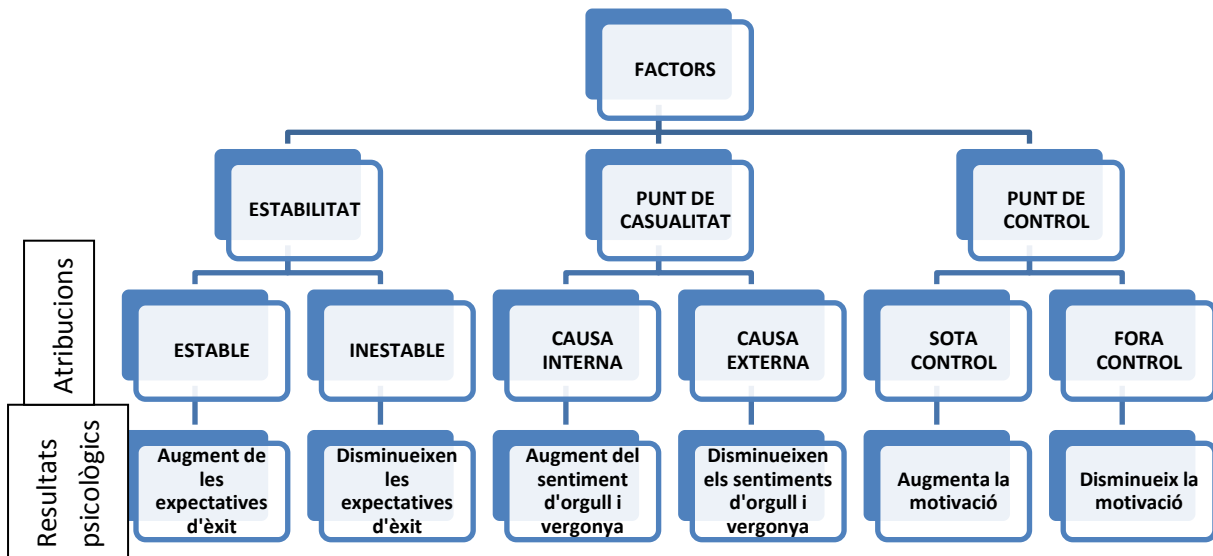 FACTORS
ESTABILITAT
PUNT DE
CASUALITAT
PUNT DE
CONTROL
Atribucions
ESTABLE
INESTABLE
CAUSA
INTERNA
CAUSA
EXTERNA
SOTA
CONTROL
FORA
CONTROL
Resultats
psicològics
Augment de
les
expectatives
d'èxit
Disminueixen
les
expectatives
d'èxit
Augment del
sentiment
d'orgull i
vergonya
Disminueixen
els sentiments
d'orgull i
vergonya
Augmenta la
motivació
Disminueix la
motivació